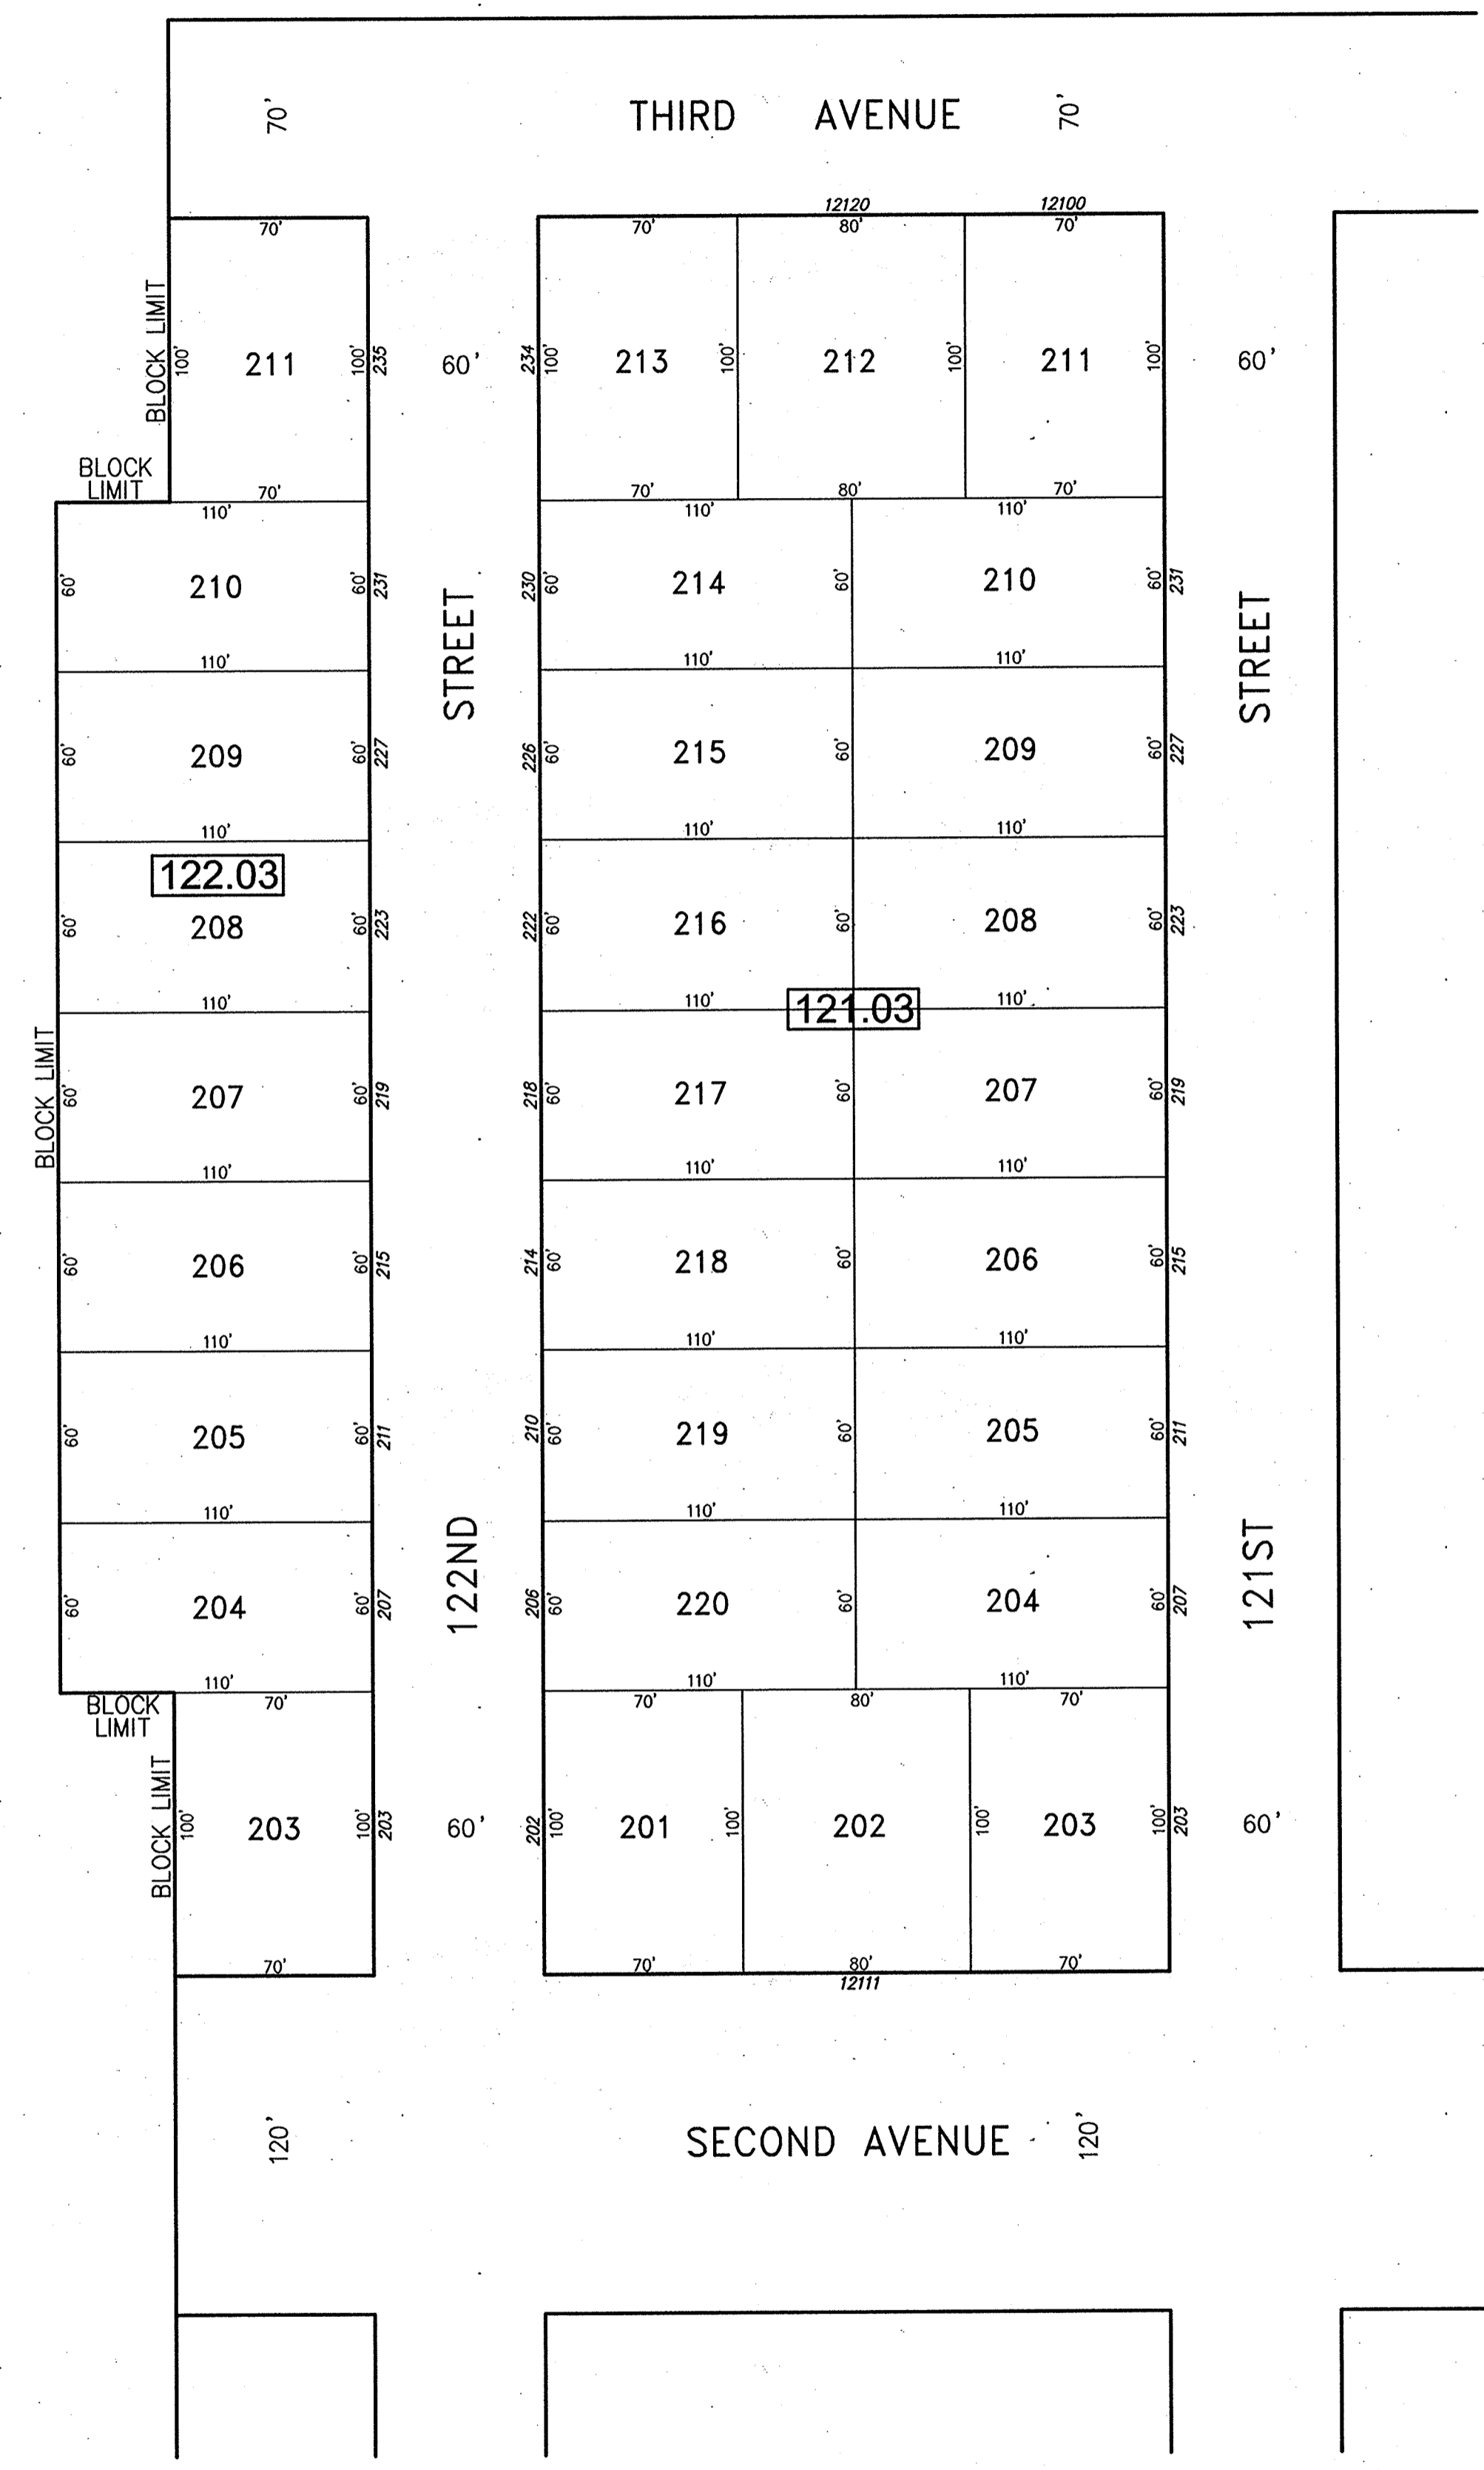 70' THIRD AVENUE 70'
12120 12100
70' 70' 80' 70'
BLOCK LIMIT 100' 211 100' 235 60' 234 100' 213 100' 212 100' 211 100' 60'
BLOCK
LIMIT 70' 70' 80' 70'
110' 110' 110'
60' 210 60' 231 230 60' 214 60' 210 60' 231
STREET STREET
110' 110' 110'
60' 209 60' 227 226 60' 215 60' 209 60' 227
110' 110' 110'
122.03
60' 208 60' 223 222 60' 216 60' 208 60' 223
110' 110' 121.03 110'
BLOCK LIMIT 60' 207 60' 219 218 60' 217 60' 207 60' 219
110' 110' 110'
60' 206 60' 215 214 60' 218 60' 206 60' 215
110' 110' 110'
60' 205 60' 211 210 60' 219 60' 205 60' 211
110' 110' 110'
122ND 121ST
60' 204 60' 207 206 60' 220 60' 204 60' 207
110' 110' 110'
BLOCK 70' 70' 80' 70'
LIMIT
BLOCK LIMIT 100' 203 100' 203 60' 202 100' 201 100' 202 100' 203 100' 203 60'
70' 70' 80' 70'
12111
120' SECOND AVENUE 120'